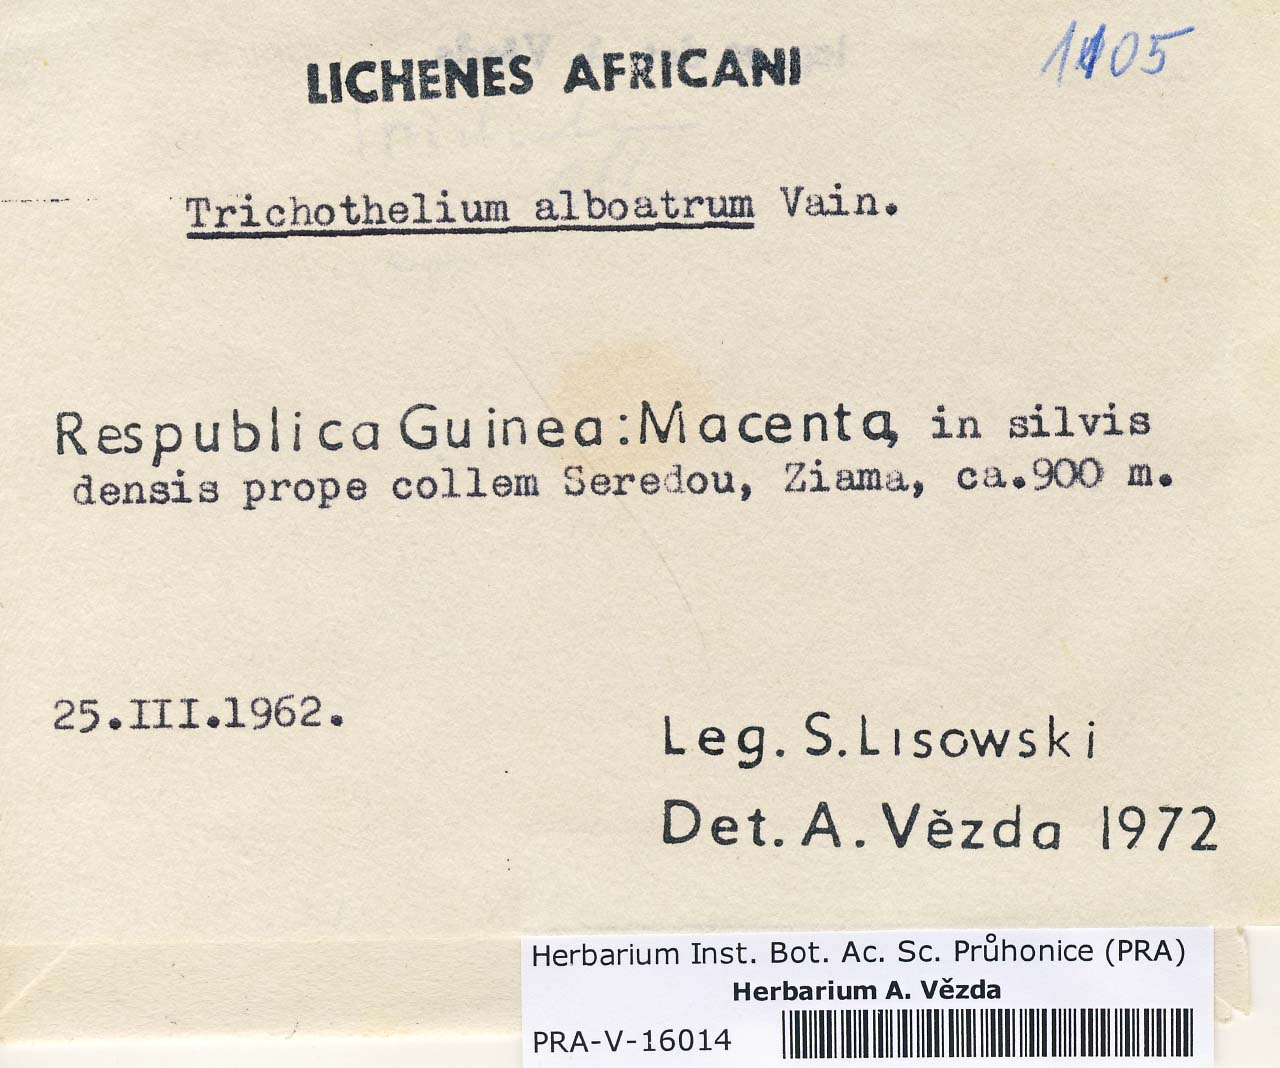 1105
LICHENES AFRICANI
Trichothelium alboatrum Vain.
Respublica Guinea: Macenta, in silvis
densis prope collem Seredou, Ziama, ca.900 m.
25.III.1962.
Leg. S. Lisowski
Det. A. Vězda 1972
Herbarium Inst. Bot. Ac. Sc. Průhonice (PRA)
Herbarium A. Vězda
PRA-V-16014